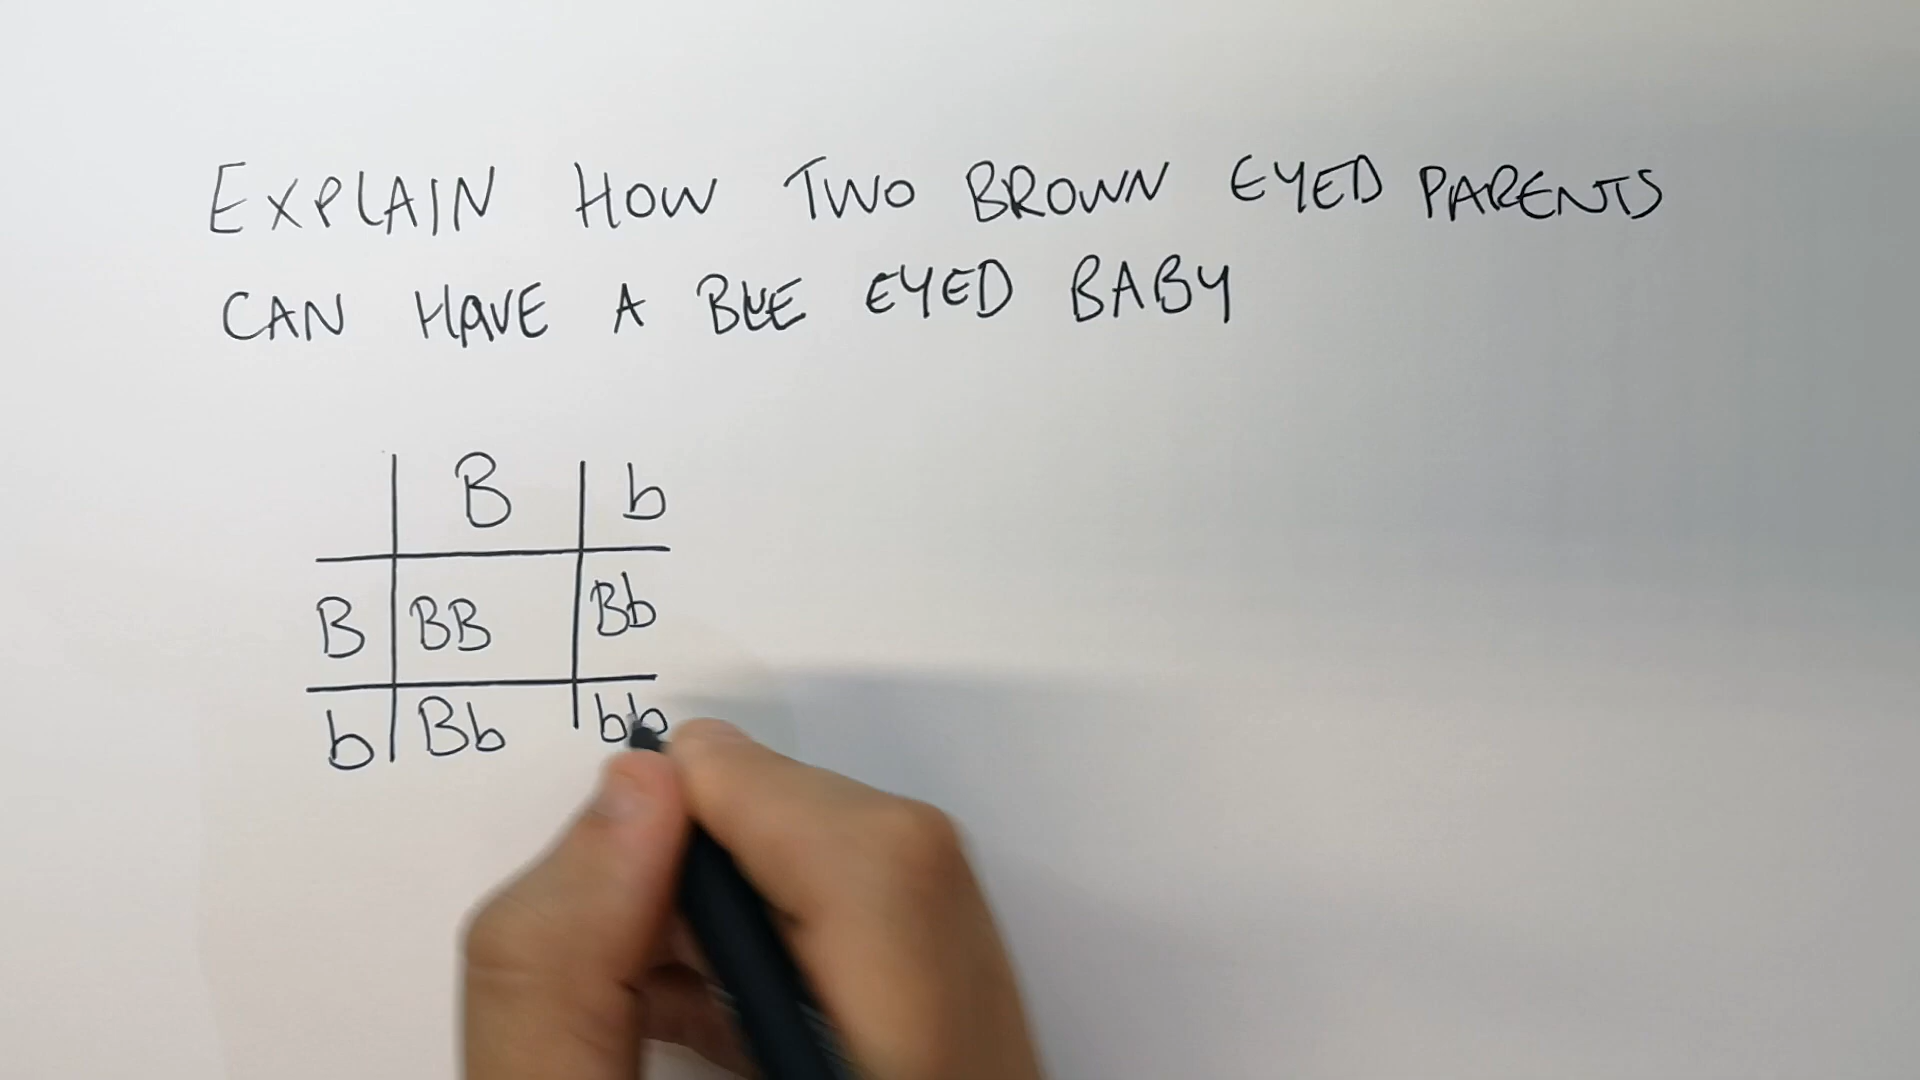 EXPLAIN HOW TWO BROWN EYED PARENTS
CAN HAVE A BLUE EYED BABY
B b
B BB Bb
b Bb bb